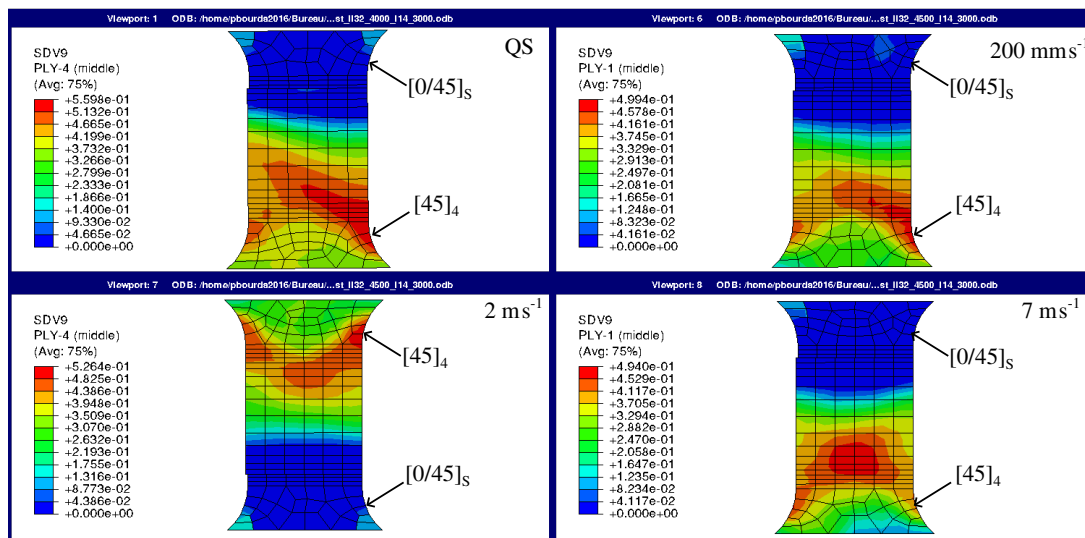 Viewport: 1 ODB: /home/pbourda2016/Bureau/...st_ll32_4000_l14_3000.odb
SDV9
PLY-4 (middle)
(Avg: 75%)
+5.598e-01
+5.132e-01
+4.665e-01
+4.199e-01
+3.732e-01
+3.266e-01
+2.799e-01
+2.333e-01
+1.866e-01
+1.400e-01
+9.330e-02
+4.665e-02
+0.000e+00
QS
[0/45]S
[45]4
Viewport: 6 ODB: /home/pbourda2016/Bureau/...st_ll32_4500_l14_3000.odb
SDV9
PLY-1 (middle)
(Avg: 75%)
+4.994e-01
+4.578e-01
+4.161e-01
+3.745e-01
+3.329e-01
+2.913e-01
+2.497e-01
+2.081e-01
+1.665e-01
+1.248e-01
+8.323e-02
+4.161e-02
+0.000e+00
200 mm s-1
[0/45]S
[45]4
Viewport: 7 ODB: /home/pbourda2016/Bureau/...st_ll32_4500_l14_3000.odb
SDV9
PLY-4 (middle)
(Avg: 75%)
+5.264e-01
+4.825e-01
+4.386e-01
+3.948e-01
+3.509e-01
+3.070e-01
+2.632e-01
+2.193e-01
+1.755e-01
+1.316e-01
+8.773e-02
+4.386e-02
+0.000e+00
2 m s-1
[45]4
[0/45]S
Viewport: 8 ODB: /home/pbourda2016/Bureau/...st_ll32_4500_l14_3000.odb
SDV9
PLY-1 (middle)
(Avg: 75%)
+4.940e-01
+4.529e-01
+4.117e-01
+3.705e-01
+3.294e-01
+2.882e-01
+2.470e-01
+2.058e-01
+1.647e-01
+1.235e-01
+8.234e-02
+4.117e-02
+0.000e+00
7 m s-1
[0/45]S
[45]4